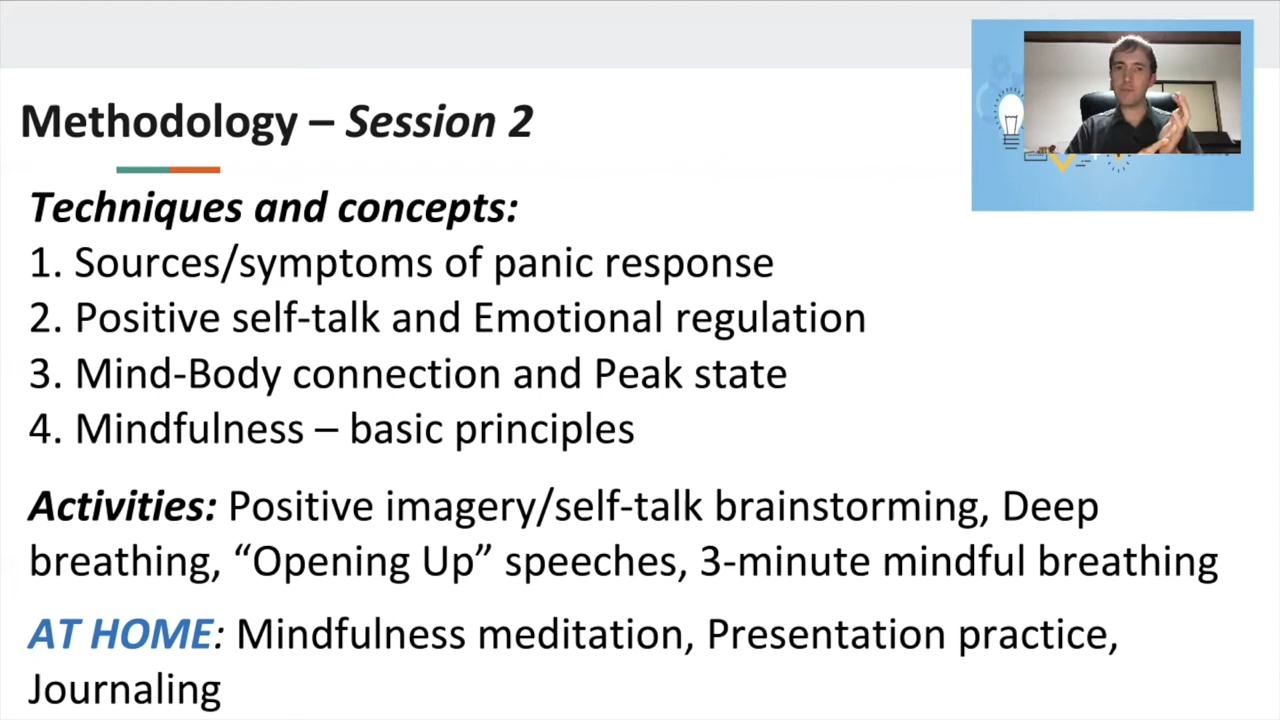 Methodology – Session 2
Techniques and concepts:
1. Sources/symptoms of panic response
2. Positive self-talk and Emotional regulation
3. Mind-Body connection and Peak state
4. Mindfulness – basic principles
Activities: Positive imagery/self-talk brainstorming, Deep
breathing, “Opening Up” speeches, 3-minute mindful breathing
AT HOME: Mindfulness meditation, Presentation practice,
Journaling